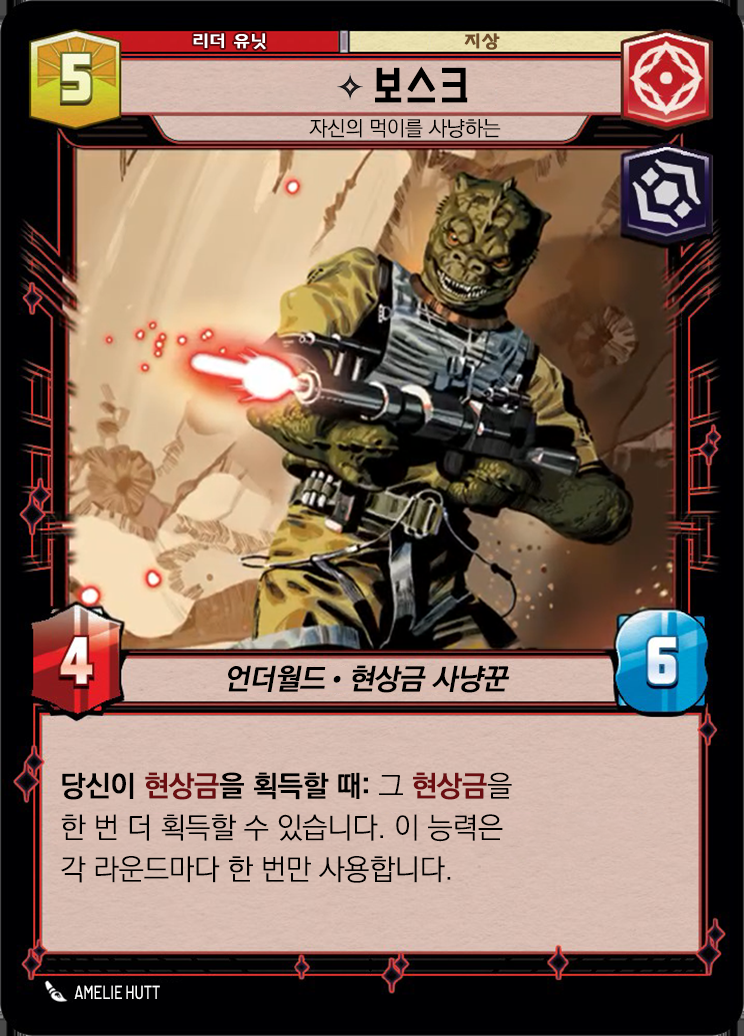 리더 유닛
지상
5
보스크
자신의 먹이를 사냥하는
4
언더월드 • 현상금 사냥꾼
6
당신이 현상금을 획득할 때: 그 현상금을
한 번 더 획득할 수 있습니다. 이 능력은
각 라운드마다 한 번만 사용합니다.
AMELIE HUTT